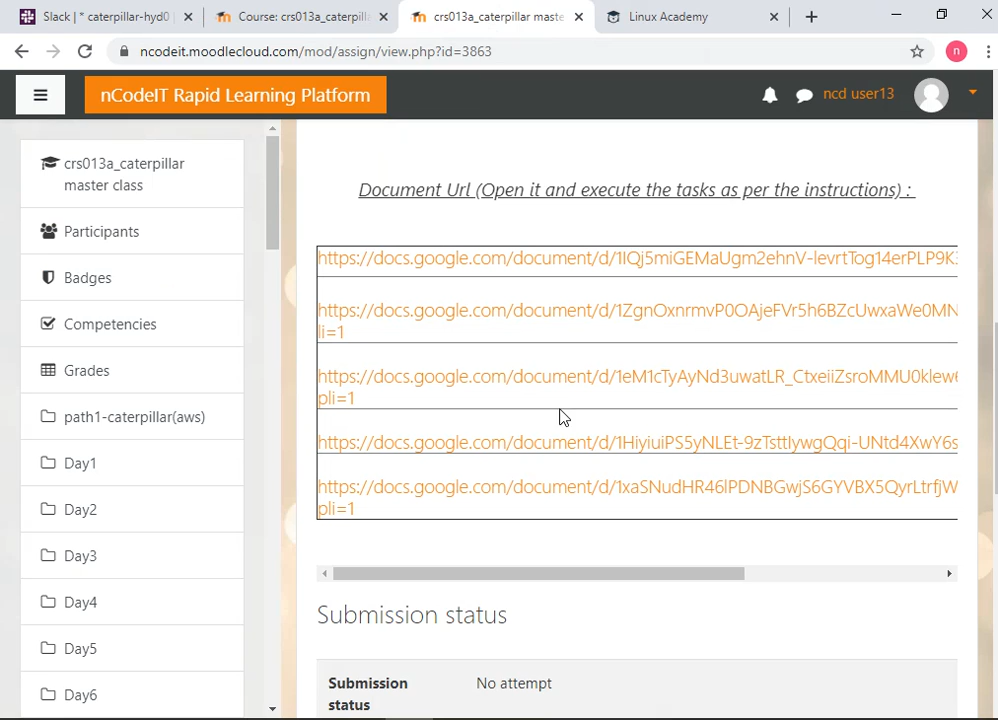 Slack | * caterpillar-hyd0
Course: crs013a_caterpill
crs013a_caterpillar maste
Linux Academy
ncodeit.moodlecloud.com/mod/assign/view.php?id=3863
n
nCodeIT Rapid Learning Platform
ncd user13
crs013a_caterpillar
master class
Participants
Badges
Competencies
Grades
path1-caterpillar(aws)
Day1
Day2
Day3
Day4
Day5
Day6
Document Url (Open it and execute the tasks as per the instructions) :
https://docs.google.com/document/d/1IQj5miGEMaUgm2ehnV-levrtTog14erPLP9K
https://docs.google.com/document/d/1ZgnOxnrmvP0OAjeFVr5h6BZcUwxaWe0MN
li=1
https://docs.google.com/document/d/1eM1cTyAyNd3uwatLR_CtxeiiZsroMMU0klew
pli=1
https://docs.google.com/document/d/1HiyiuiPS5yNLEt-9zTsttIywgQqi-UNtd4XwY6s
https://docs.google.com/document/d/1xaSNudHR46lPDNBGwjS6GYVBX5QyrLtrfjW
pli=1
Submission status
Submission
status
No attempt